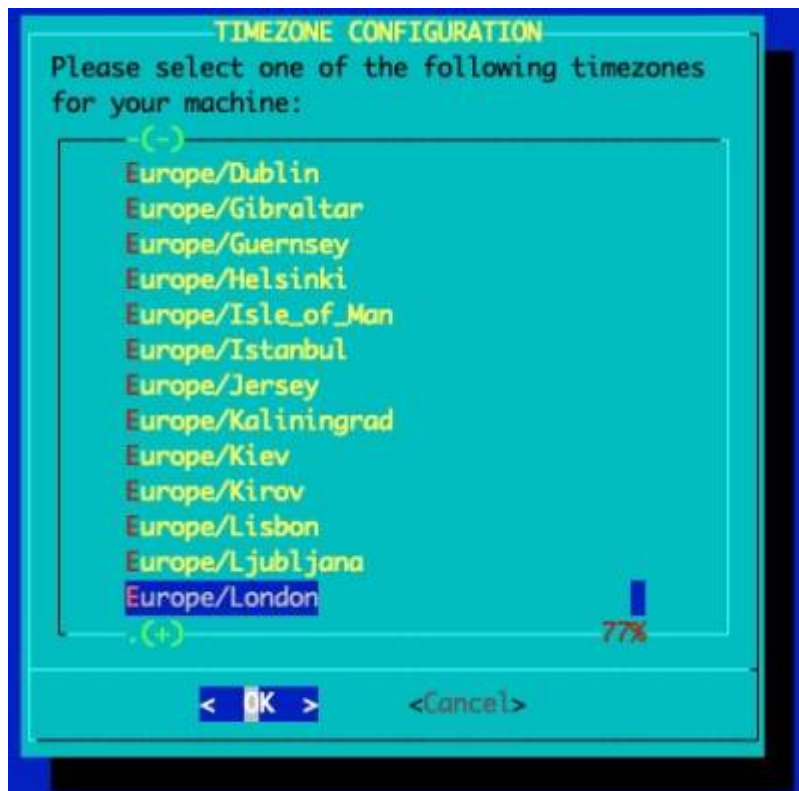 TIMEZONE CONFIGURATION
Please select one of the following timezones
for your machine:
-(-)
Europe/Dublin
Europe/Gibraltar
Europe/Guernsey
Europe/Helsinki
Europe/Isle_of_Man
Europe/Istanbul
Europe/Jersey
Europe/Kaliningrad
Europe/Kiev
Europe/Kirov
Europe/Lisbon
Europe/Ljubljana
Europe/London
.(+) 77%
< OK > <Cancel>